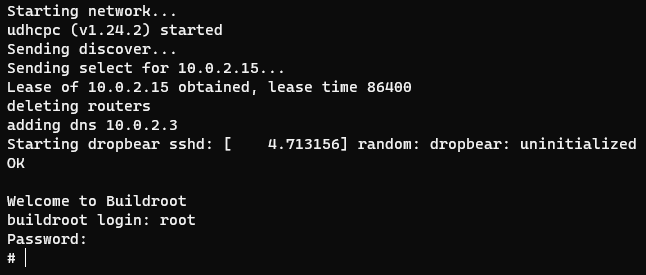 Starting network...
udhcpc (v1.24.2) started
Sending discover...
Sending select for 10.0.2.15...
Lease of 10.0.2.15 obtained, lease time 86400
deleting routers
adding dns 10.0.2.3
Starting dropbear sshd: [    4.713156] random: dropbear: uninitialized
OK

Welcome to Buildroot
buildroot login: root
Password:
#